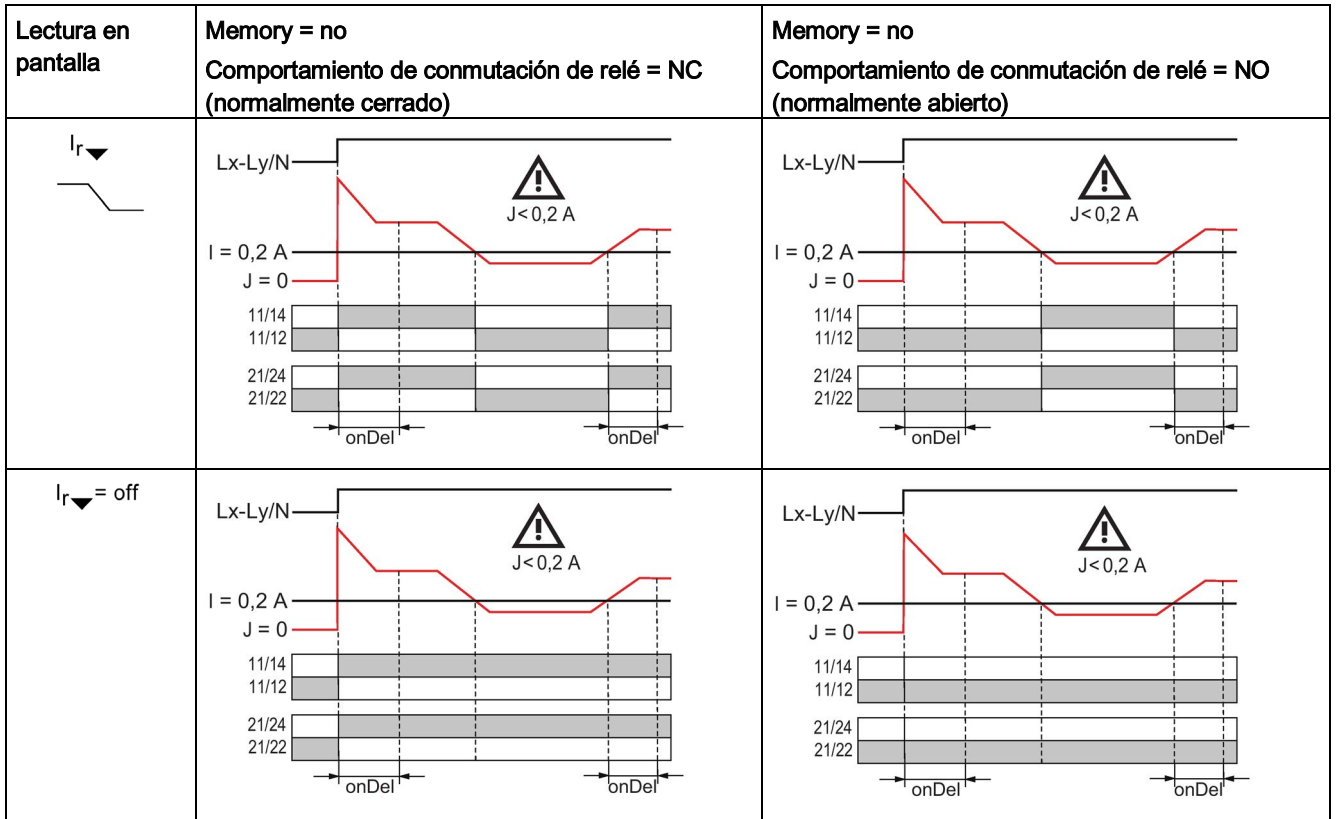 Lectura en
pantalla
Memory = no
Comportamiento de conmutación de relé = NC
(normalmente cerrado)
Memory = no
Comportamiento de conmutación de relé = NO
(normalmente abierto)
Ir▼
Lx-Ly/N
J< 0,2 A
I = 0,2 A
J = 0
11/14
11/12
21/24
21/22
onDel
onDel
Lx-Ly/N
J< 0,2 A
I = 0,2 A
J = 0
11/14
11/12
21/24
21/22
onDel
onDel
Ir▼= off
Lx-Ly/N
J< 0,2 A
I = 0,2 A
J = 0
11/14
11/12
21/24
21/22
onDel
onDel
Lx-Ly/N
J< 0,2 A
I = 0,2 A
J = 0
11/14
11/12
21/24
21/22
onDel
onDel